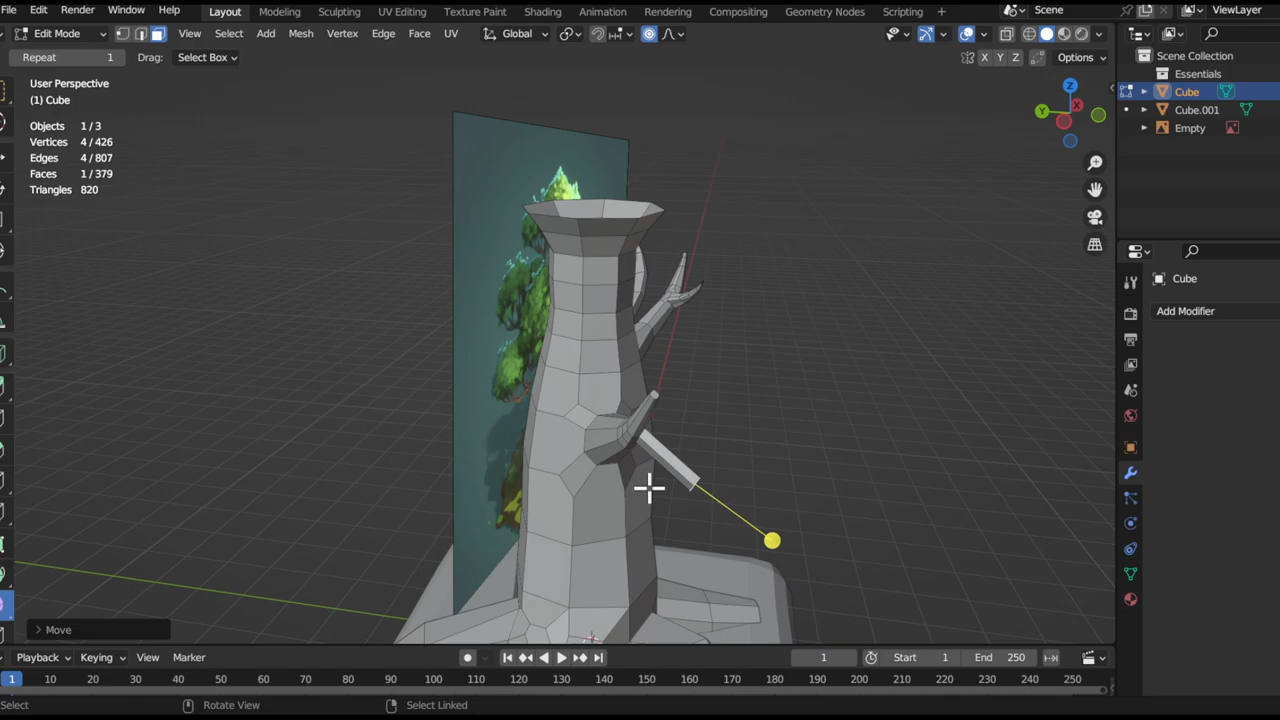 File Edit Render Window Help Layout Modeling Sculpting UV Editing Texture Paint Shading Animation Rendering Compositing Geometry Nodes Scripting + Scene ViewLayer
Edit Mode View Select Add Mesh Vertex Edge Face UV Global
Repeat 1 Drag: Select Box X Y Z Options
User Perspective
(1) Cube
Objects 1 / 3
Vertices 4 / 426
Edges 4 / 807
Faces 1 / 379
Triangles 820
Z
X
Y
Scene Collection
Essentials
Cube
Cube.001
Empty
Cube
Add Modifier
Move
Playback Keying View Marker 1 Start 1 End 250
1 10 20 30 40 50 60 70 80 90 100 110 120 130 140 150 160 170 180 190 200 210 220 230 240 250
Select Rotate View Select Linked